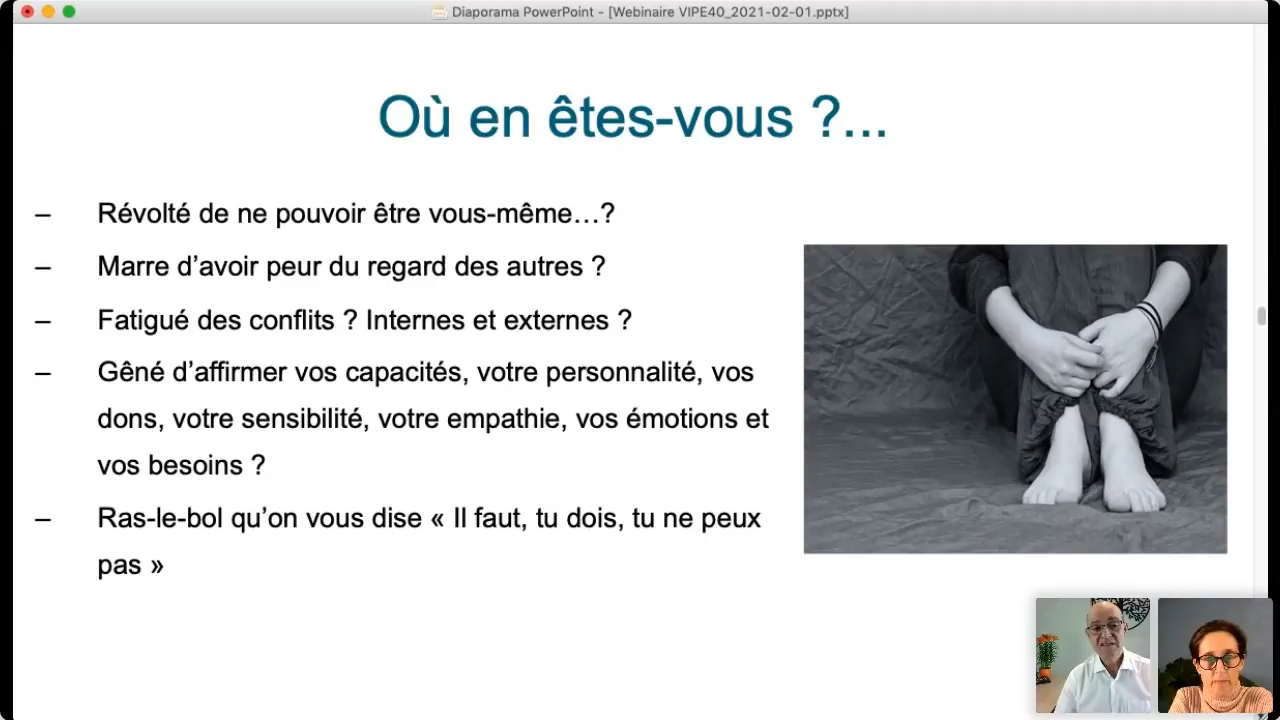 Diaporama PowerPoint - [Webinaire VIPE40_2021-02-01.pptx]
Où en êtes-vous ?...
– Révolté de ne pouvoir être vous-même…?
– Marre d’avoir peur du regard des autres ?
– Fatigué des conflits ? Internes et externes ?
– Gêné d’affirmer vos capacités, votre personnalité, vos
dons, votre sensibilité, votre empathie, vos émotions et
vos besoins ?
– Ras-le-bol qu’on vous dise « Il faut, tu dois, tu ne peux
pas »